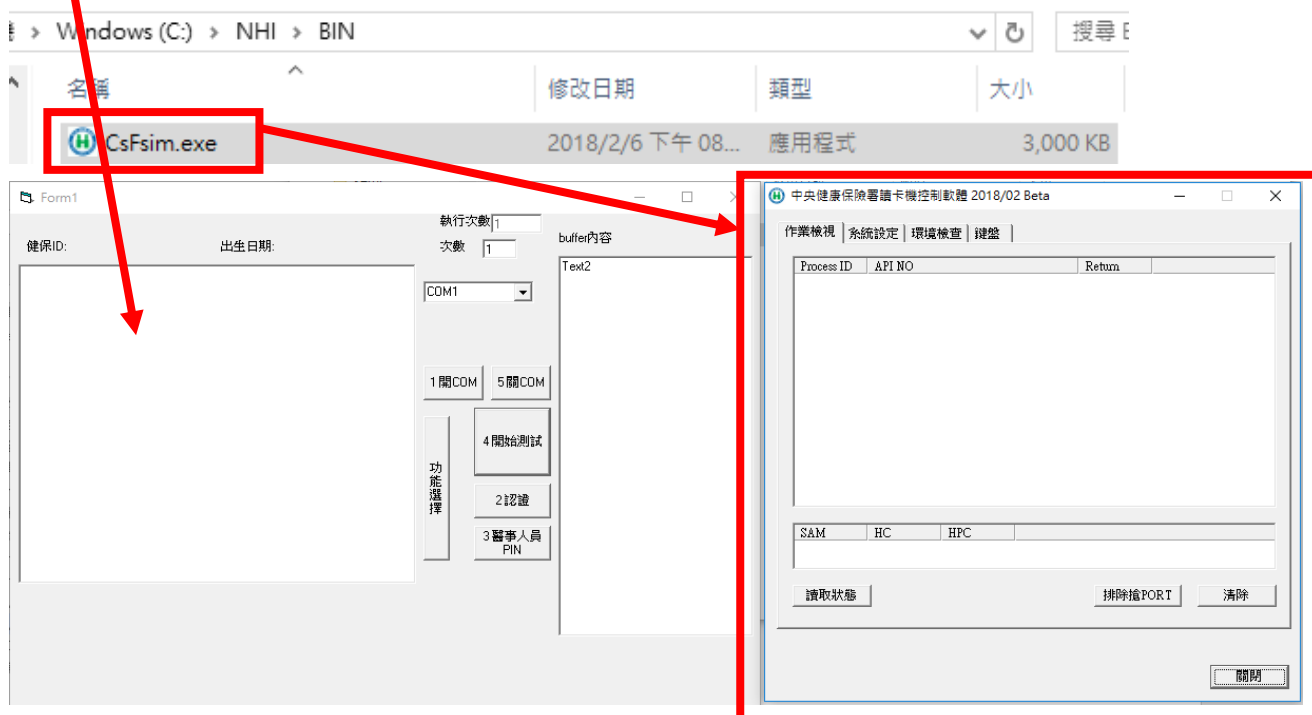 Windows (C:) > NHI > BIN
搜尋
名稱 修改日期 類型 大小
CsFsim.exe 2018/2/6 下午 08... 應用程式 3,000 KB
Form1
健保ID: 出生日期:
執行次數 1
次數 1
COM1
1開COM 5關COM
4開始測試
功能選擇
2認證
3醫事人員
PIN
buffer內容
Text2
中央健康保險署讀卡機控制軟體 2018/02 Beta
作業檢視 系統設定 環境檢查 鍵盤
Process ID API NO Return
SAM HC HPC
讀取狀態 排除搶PORT 清除
關閉